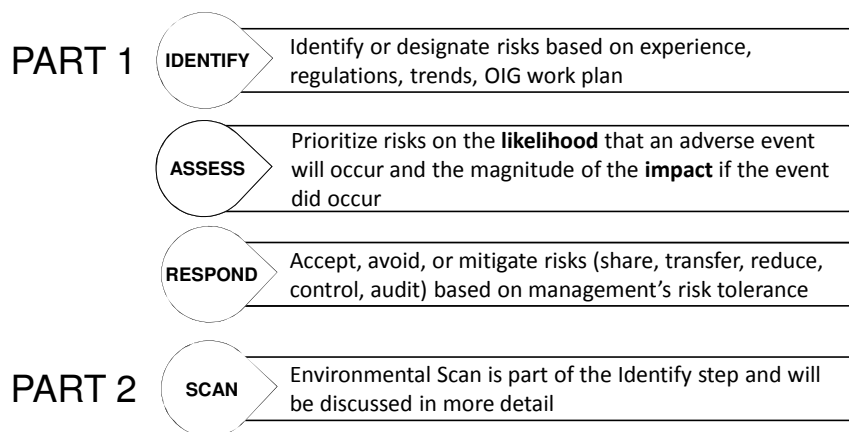 PART 1
IDENTIFY
Identify or designate risks based on experience,
regulations, trends, OIG work plan
ASSESS
Prioritize risks on the likelihood that an adverse event
will occur and the magnitude of the impact if the event
did occur
RESPOND
Accept, avoid, or mitigate risks (share, transfer, reduce,
control, audit) based on management’s risk tolerance
PART 2
SCAN
Environmental Scan is part of the Identify step and will
be discussed in more detail